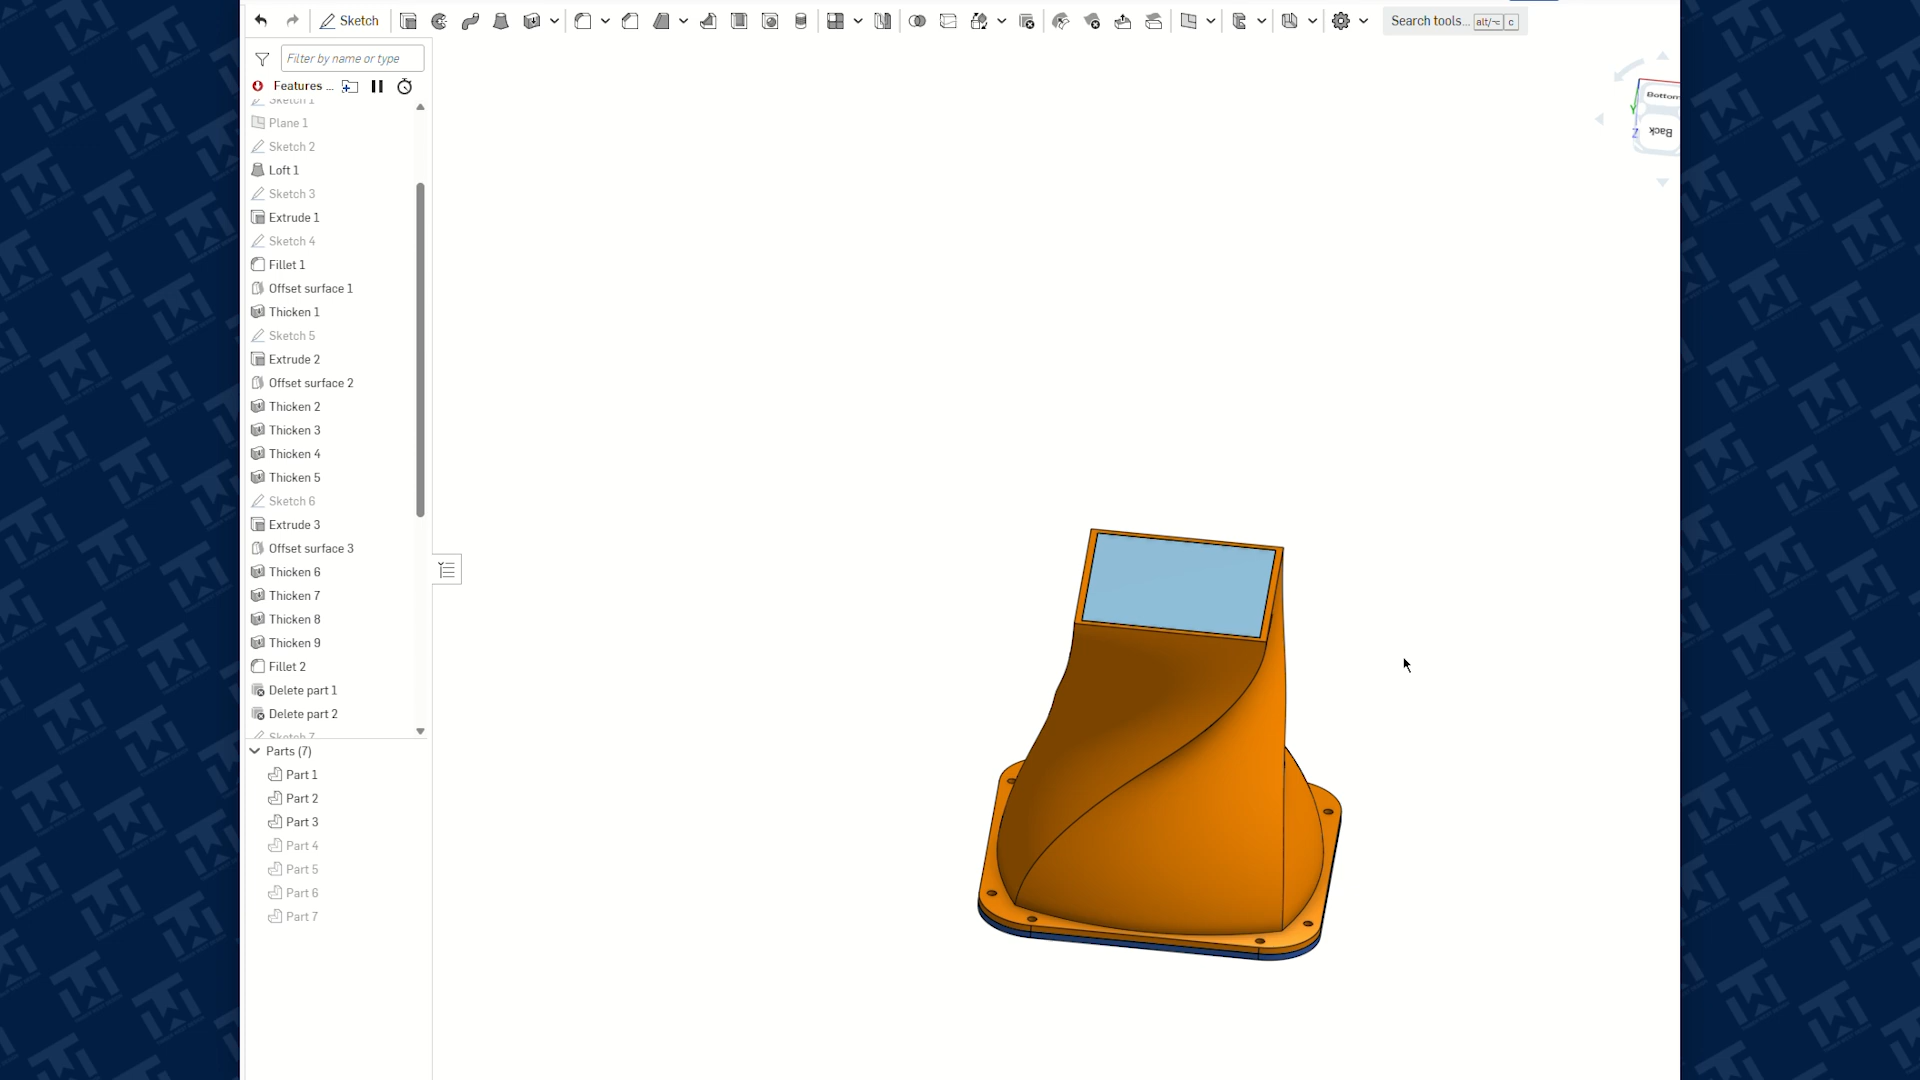 Sketch
Search tools... alt/⌥ c
Filter by name or type
Features ...
Sketch 1
Plane 1
Sketch 2
Loft 1
Sketch 3
Extrude 1
Sketch 4
Fillet 1
Offset surface 1
Thicken 1
Sketch 5
Extrude 2
Offset surface 2
Thicken 2
Thicken 3
Thicken 4
Thicken 5
Sketch 6
Extrude 3
Offset surface 3
Thicken 6
Thicken 7
Thicken 8
Thicken 9
Fillet 2
Delete part 1
Delete part 2
Sketch 7
Parts (7)
Part 1
Part 2
Part 3
Part 4
Part 5
Part 6
Part 7
Bottom
Y
Back
Z